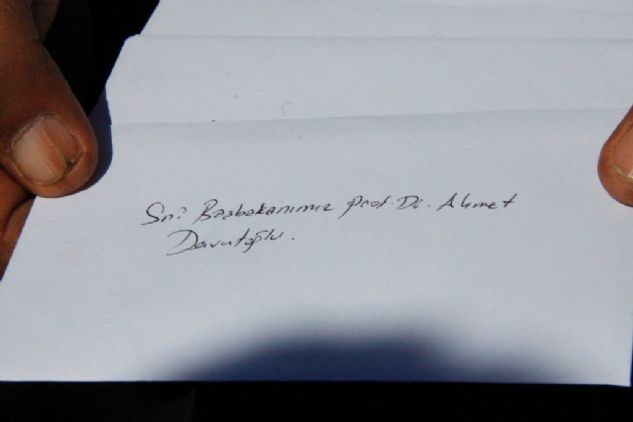 Sn: Başbakanımız Prof. Dr. Ahmet
Davutoğlu.